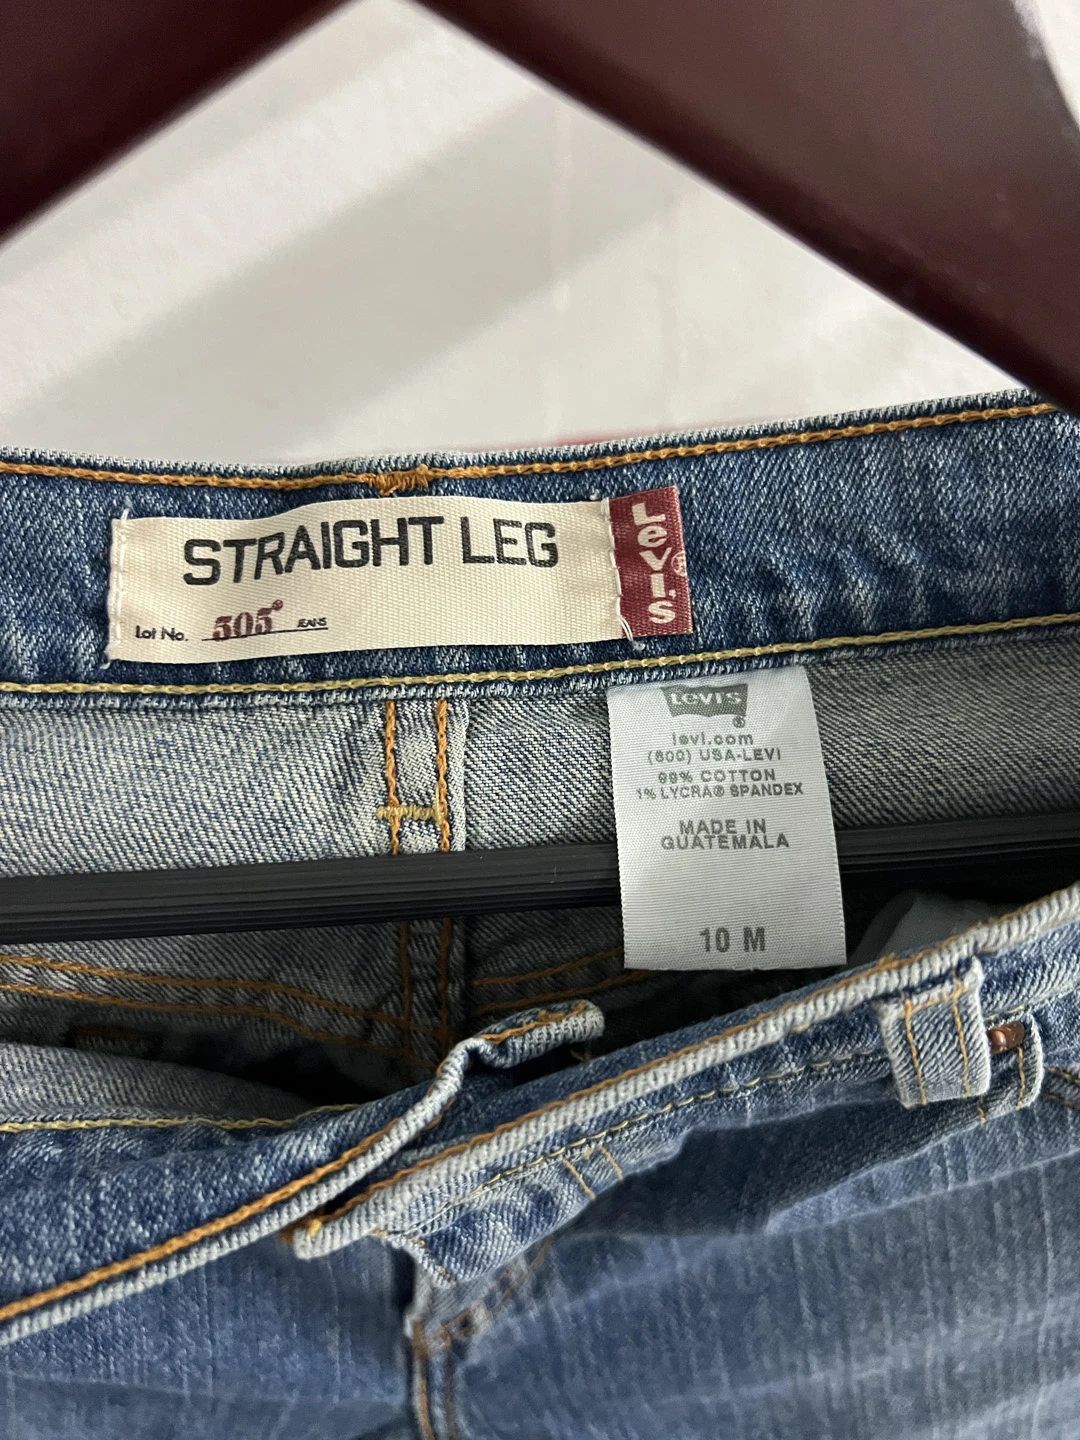 STRAIGHT LEG
Lot No. 505® JEANS
Levi's®
Levi's®
levi.com
(800) USA-LEVI
99% COTTON
1% LYCRA® SPANDEX
MADE IN
GUATEMALA
10 M